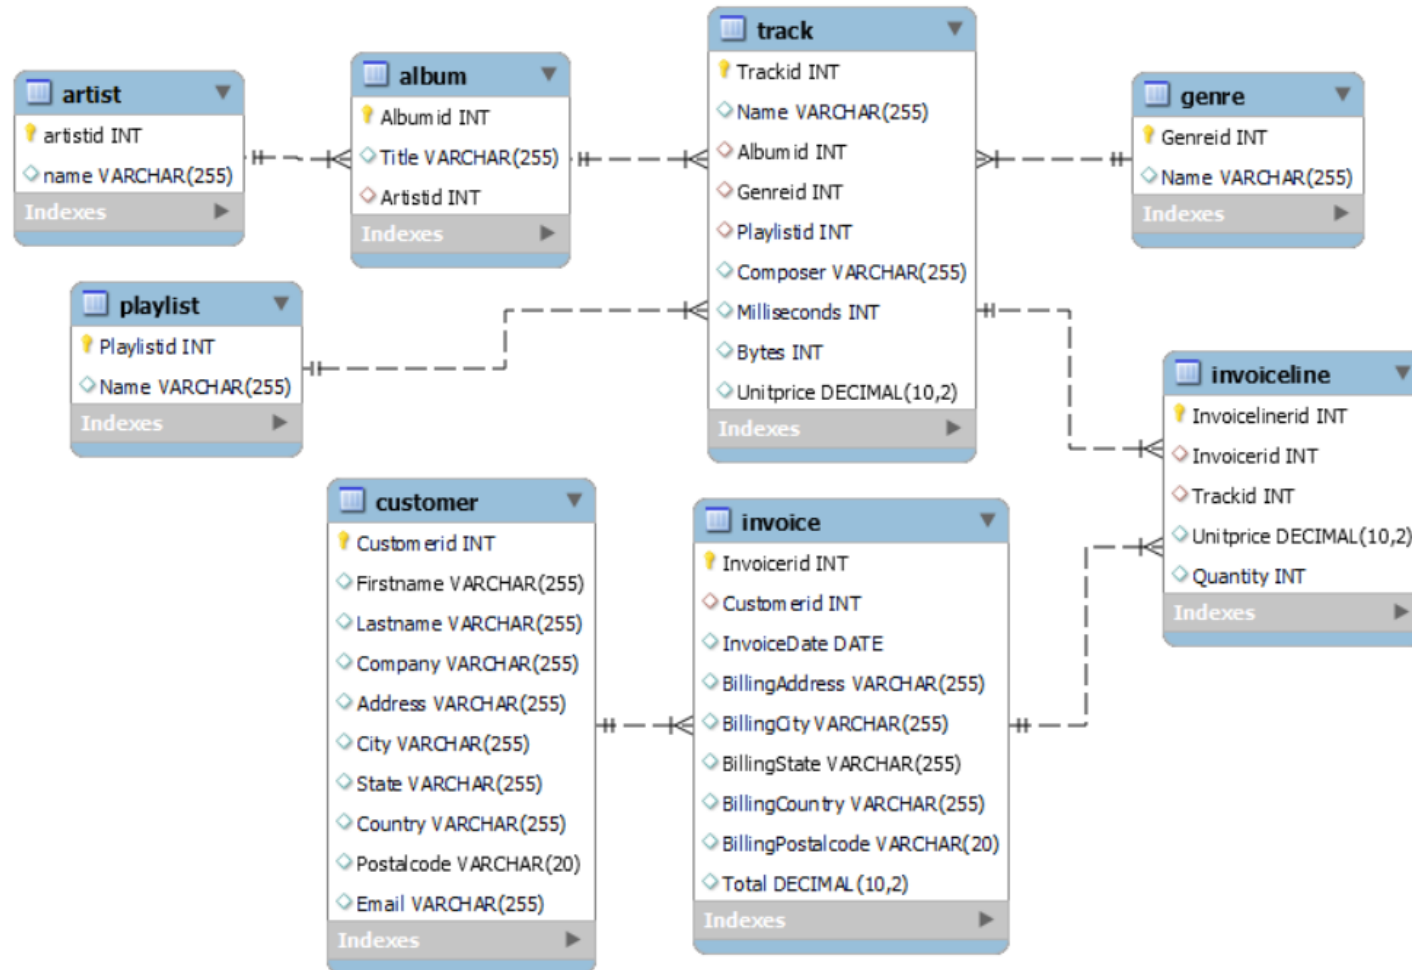 artist
artistid INT
name VARCHAR(255)
Indexes
album
Albumid INT
Title VARCHAR(255)
Artistid INT
Indexes
track
Trackid INT
Name VARCHAR(255)
Albumid INT
Genreid INT
Playlistid INT
Composer VARCHAR(255)
Milliseconds INT
Bytes INT
Unitprice DECIMAL(10,2)
Indexes
genre
Genreid INT
Name VARCHAR(255)
Indexes
playlist
Playlistid INT
Name VARCHAR(255)
Indexes
invoiceline
Invoicelinerid INT
Invoicerid INT
Trackid INT
Unitprice DECIMAL(10,2)
Quantity INT
Indexes
customer
Customerid INT
Firstname VARCHAR(255)
Lastname VARCHAR(255)
Company VARCHAR(255)
Address VARCHAR(255)
City VARCHAR(255)
State VARCHAR(255)
Country VARCHAR(255)
Postalcode VARCHAR(20)
Email VARCHAR(255)
Indexes
invoice
Invoicerid INT
Customerid INT
InvoiceDate DATE
BillingAddress VARCHAR(255)
BillingCity VARCHAR(255)
BillingState VARCHAR(255)
BillingCountry VARCHAR(255)
BillingPostalcode VARCHAR(20)
Total DECIMAL(10,2)
Indexes